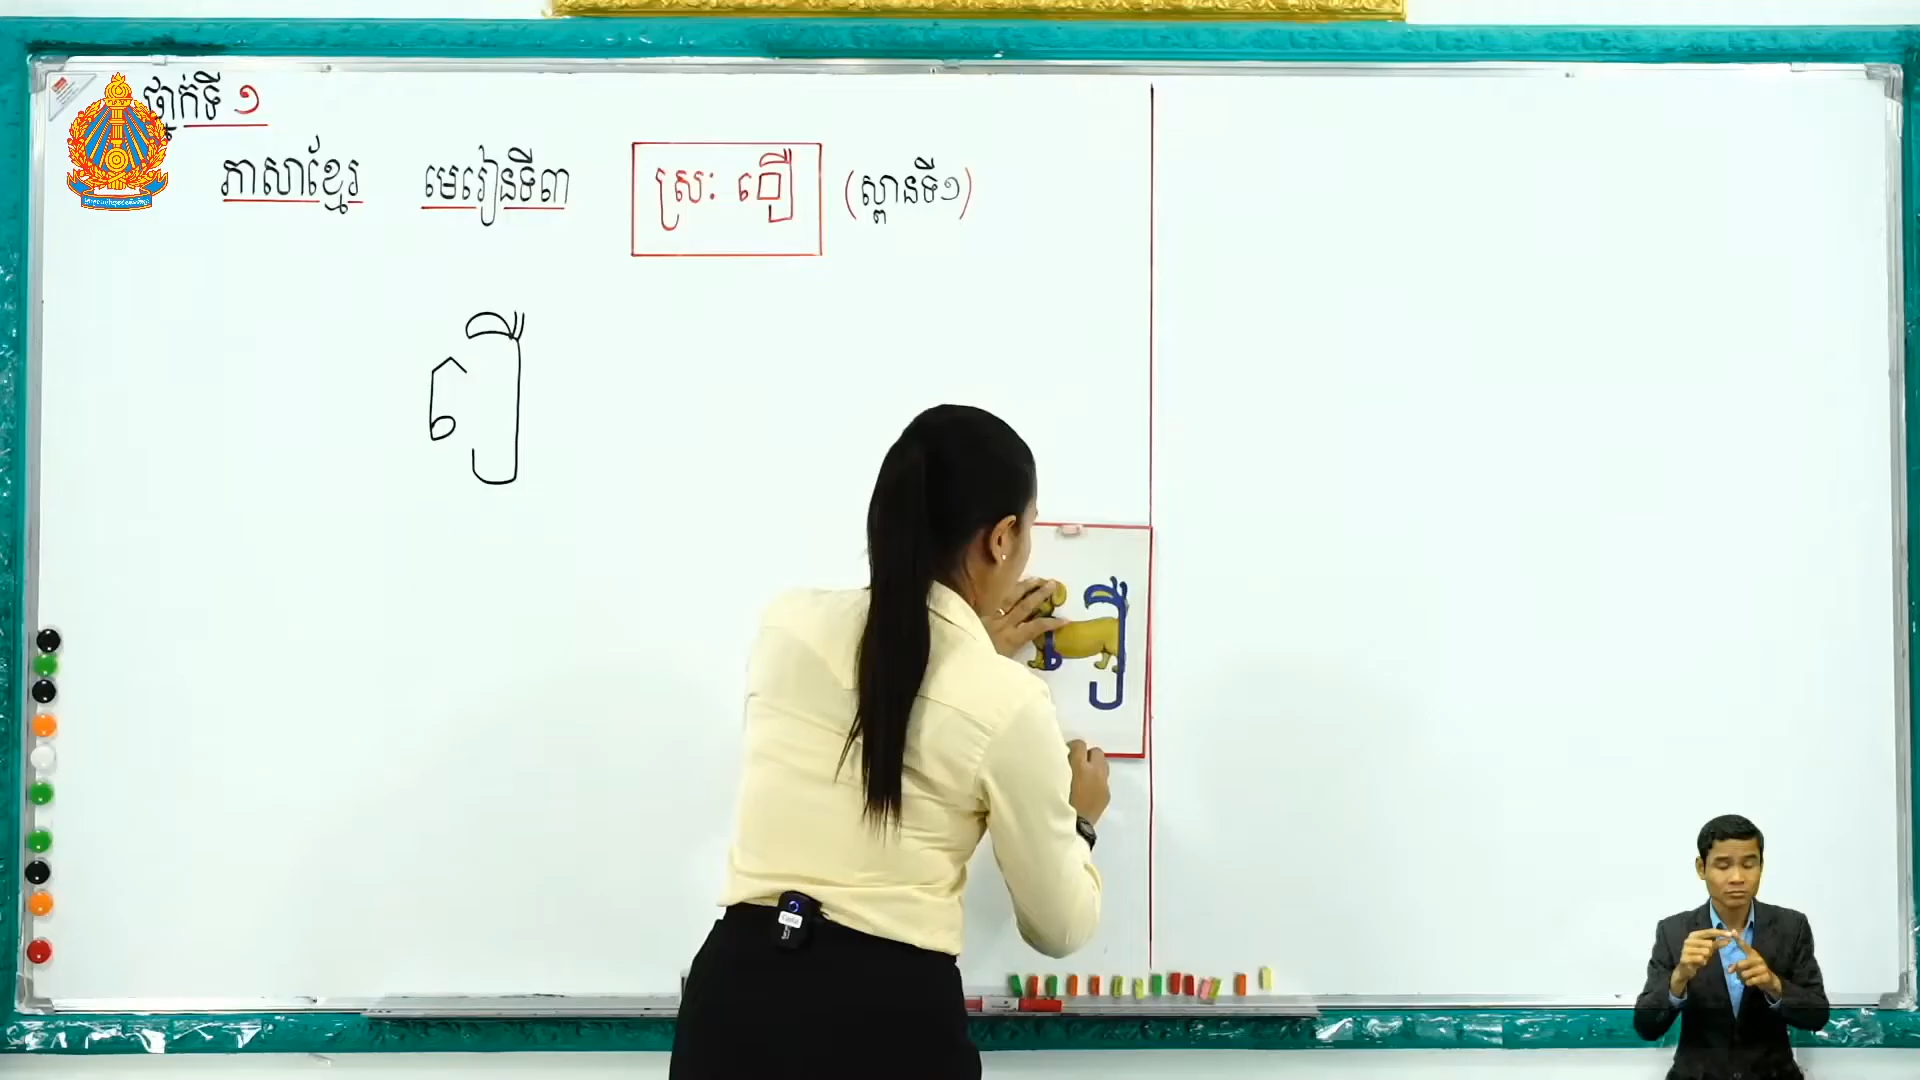 ថ្នាក់ទី ១
ភាសាខ្មែរ មេរៀនទី៣ ស្រៈ ឿ (ស្ពានទី១)
ឿ
ឿ